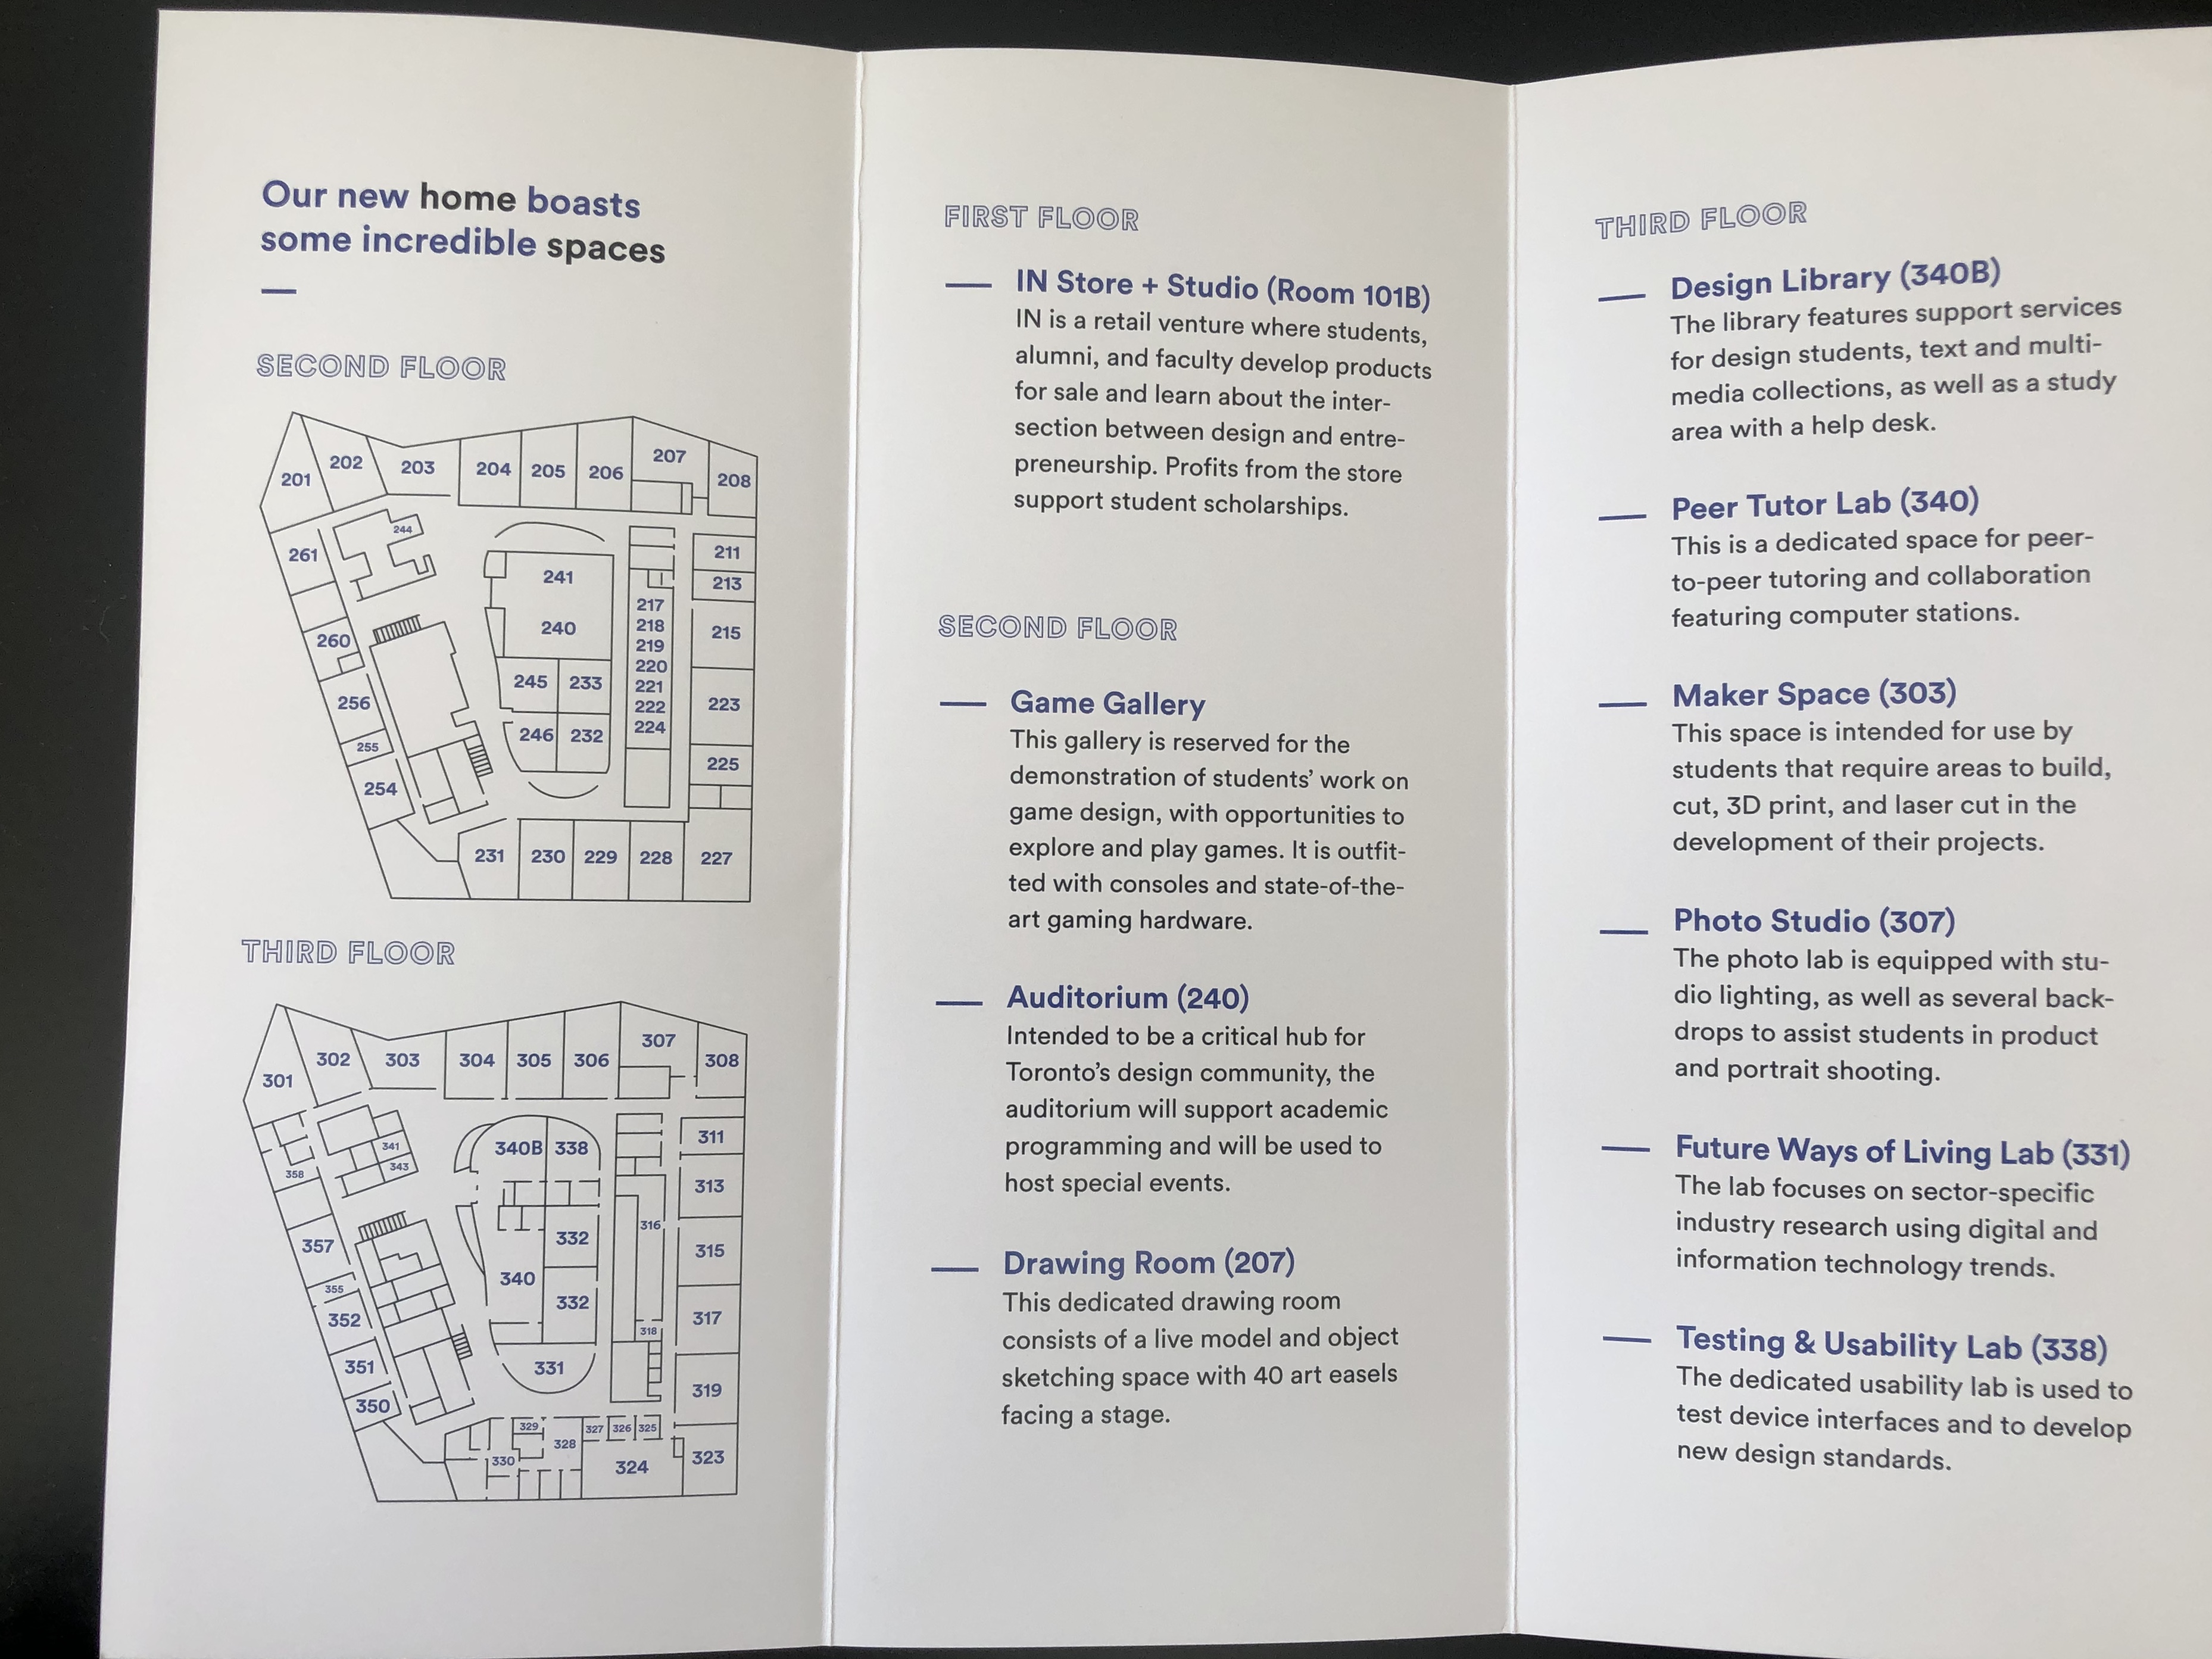 Our new home boasts
some incredible spaces
SECOND FLOOR
201
202
203
204
205
206
207
208
244
261
211
241
213
217
218
219
220
221
222
224
240
215
260
245
233
223
256
246
232
255
225
254
231
230
229
228
227
THIRD FLOOR
301
302
303
304
305
306
307
308
341
343
358
340B
338
311
313
316
332
315
357
340
355
332
352
317
318
351
331
350
319
329
327
326
325
328
330
324
323
FIRST FLOOR
IN Store + Studio (Room 101B)
IN is a retail venture where students,
alumni, and faculty develop products
for sale and learn about the inter-
section between design and entre-
preneurship. Profits from the store
support student scholarships.
SECOND FLOOR
Game Gallery
This gallery is reserved for the
demonstration of students’ work on
game design, with opportunities to
explore and play games. It is outfit-
ted with consoles and state-of-the-
art gaming hardware.
Auditorium (240)
Intended to be a critical hub for
Toronto’s design community, the
auditorium will support academic
programming and will be used to
host special events.
Drawing Room (207)
This dedicated drawing room
consists of a live model and object
sketching space with 40 art easels
facing a stage.
THIRD FLOOR
Design Library (340B)
The library features support services
for design students, text and multi-
media collections, as well as a study
area with a help desk.
Peer Tutor Lab (340)
This is a dedicated space for peer-
to-peer tutoring and collaboration
featuring computer stations.
Maker Space (303)
This space is intended for use by
students that require areas to build,
cut, 3D print, and laser cut in the
development of their projects.
Photo Studio (307)
The photo lab is equipped with stu-
dio lighting, as well as several back-
drops to assist students in product
and portrait shooting.
Future Ways of Living Lab (331)
The lab focuses on sector-specific
industry research using digital and
information technology trends.
Testing & Usability Lab (338)
The dedicated usability lab is used to
test device interfaces and to develop
new design standards.